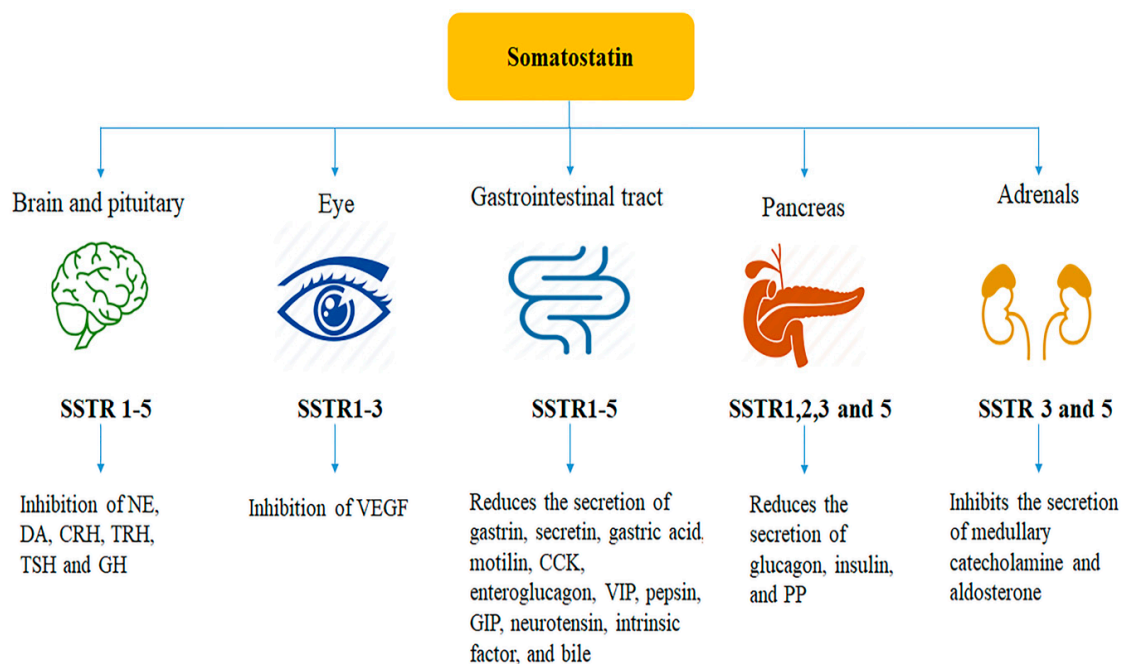 Somatostatin
Brain and pituitary
Eye
Gastrointestinal tract
Pancreas
Adrenals
SSTR 1-5
SSTR1-3
SSTR1-5
SSTR1,2,3 and 5
SSTR 3 and 5
Inhibition of NE,
DA, CRH, TRH,
TSH and GH
Inhibition of VEGF
Reduces the secretion of
gastrin, secretin, gastric acid,
motilin, CCK,
enteroglucagon, VIP, pepsin,
GIP, neurotensin, intrinsic
factor, and bile
Reduces the
secretion of
glucagon, insulin,
and PP
Inhibits the secretion
of medullary
catecholamine and
aldosterone